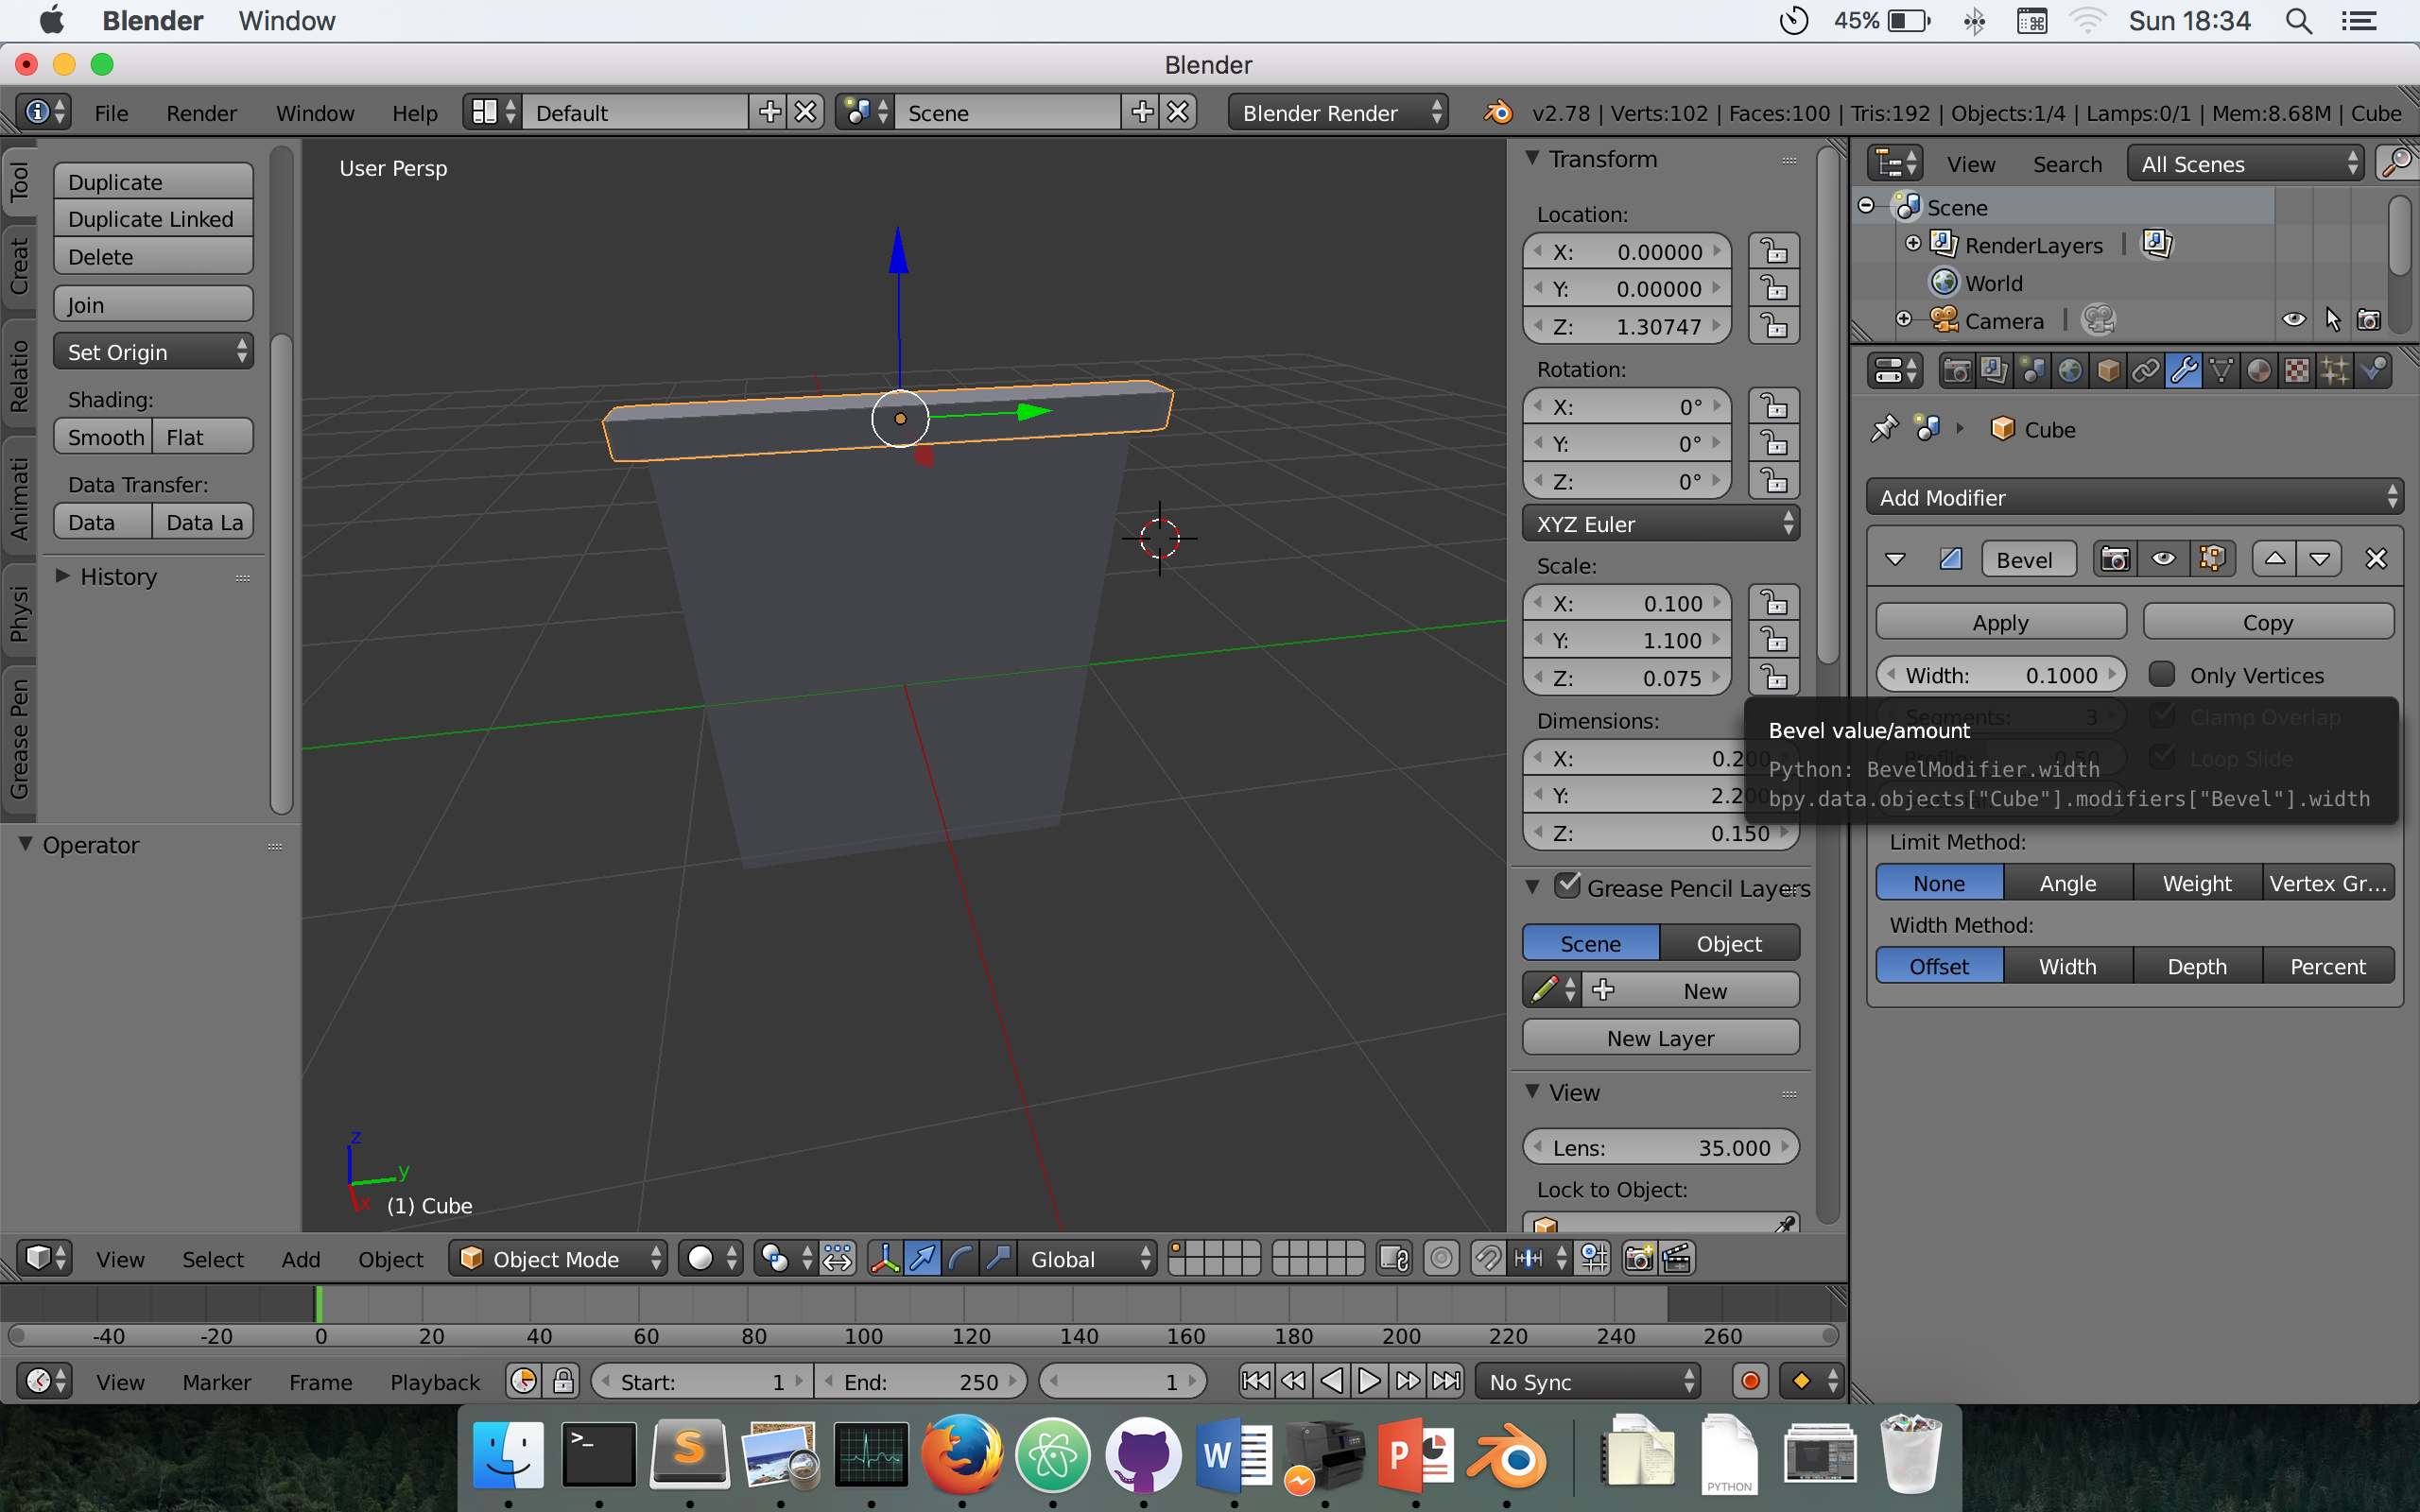 Blender Window 45% Sun 18:34
Blender
File Render Window Help Default Scene Blender Render v2.78 | Verts:102 | Faces:100 | Tris:192 | Objects:1/4 | Lamps:0/1 | Mem:8.68M | Cube
Tool
Creat
Relatio
Animati
Physi
Grease Pen
Duplicate
Duplicate Linked
Delete
Join
Set Origin
Shading:
Smooth Flat
Data Transfer:
Data Data La
History
Operator
User Persp
z
y
x
(1) Cube
Transform
Location:
X: 0.00000
Y: 0.00000
Z: 1.30747
Rotation:
X: 0°
Y: 0°
Z: 0°
XYZ Euler
Scale:
X: 0.100
Y: 1.100
Z: 0.075
Dimensions:
X: 0.200
Y: 2.200
Z: 0.150
Grease Pencil Layers
Scene Object
New
New Layer
View
Lens: 35.000
Lock to Object:
View Search All Scenes
Scene
RenderLayers |
World
Camera |
Cube
Add Modifier
Bevel
Apply Copy
Width: 0.1000 Only Vertices
Segments: 3 Clamp Overlap
Profile: 0.50 Loop Slide
Bevel value/amount
Python: BevelModifier.width
bpy.data.objects["Cube"].modifiers["Bevel"].width
Limit Method:
None Angle Weight Vertex Gr...
Width Method:
Offset Width Depth Percent
View Select Add Object Object Mode Global
-40 -20 0 20 40 60 80 100 120 140 160 180 200 220 240 260
View Marker Frame Playback Start: 1 End: 250 1 No Sync
>_
S
W
P
PYTHON